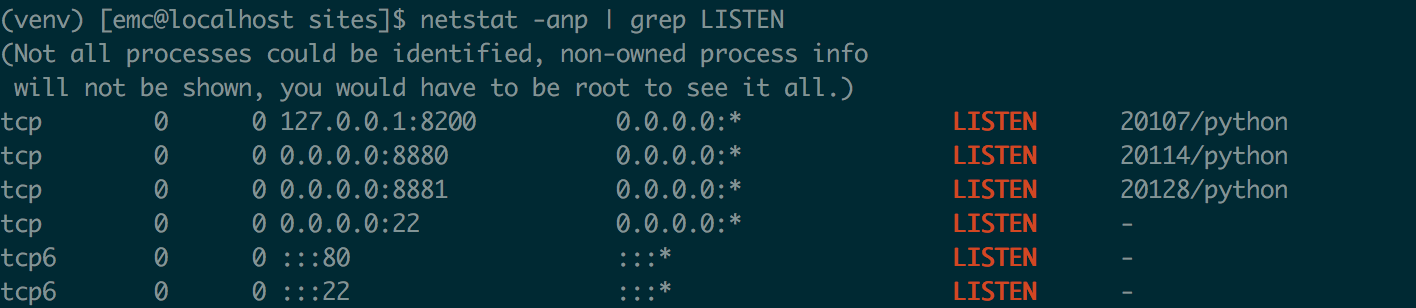 (venv) [emc@localhost sites]$ netstat -anp | grep LISTEN
(Not all processes could be identified, non-owned process info
 will not be shown, you would have to be root to see it all.)
tcp        0      0 127.0.0.1:8200          0.0.0.0:*               LISTEN      20107/python
tcp        0      0 0.0.0.0:8880            0.0.0.0:*               LISTEN      20114/python
tcp        0      0 0.0.0.0:8881            0.0.0.0:*               LISTEN      20128/python
tcp        0      0 0.0.0.0:22              0.0.0.0:*               LISTEN      -
tcp6       0      0 :::80                   :::*                    LISTEN      -
tcp6       0      0 :::22                   :::*                    LISTEN      -